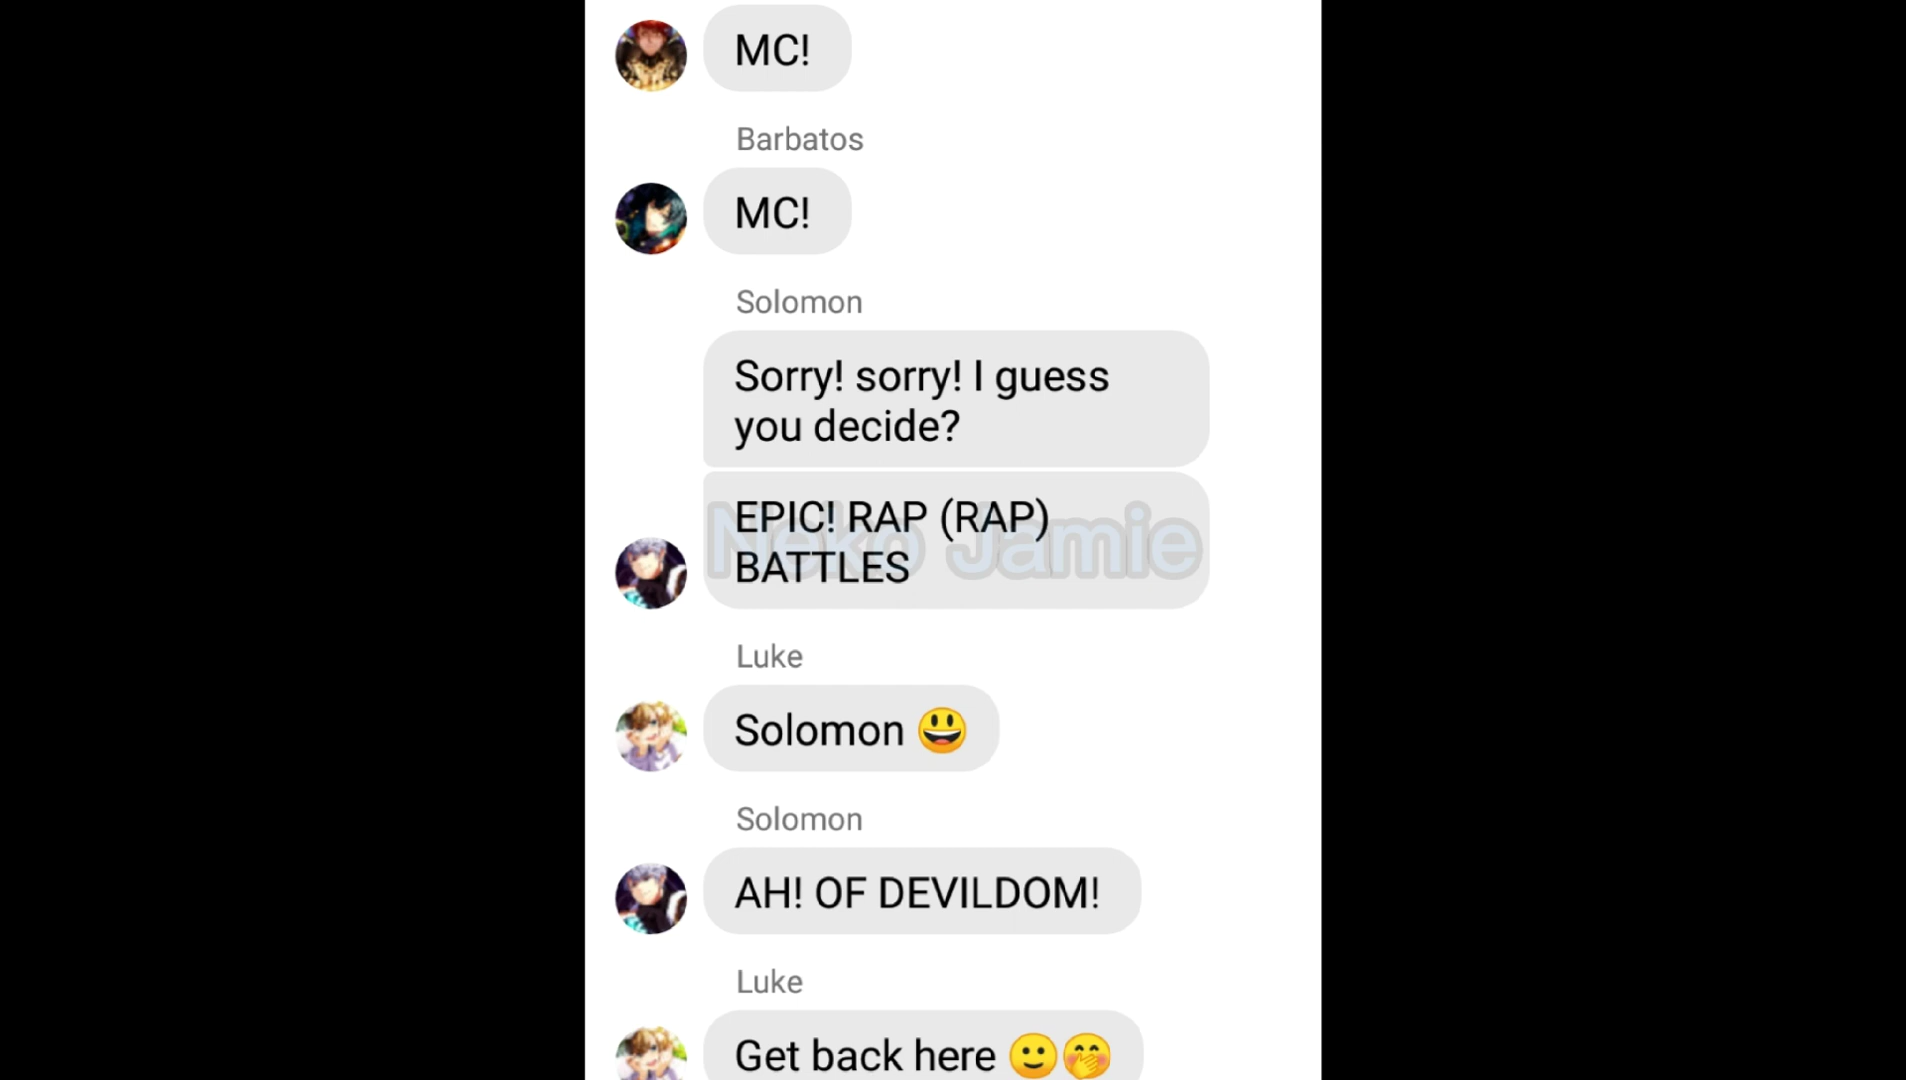 MC!
Barbatos
MC!
Solomon
Sorry! sorry! I guess
you decide?
EPIC! RAP (RAP)
BATTLES
Neko Jamie
Luke
Solomon 😃
Solomon
AH! OF DEVILDOM!
Luke
Get back here 🙂🤭